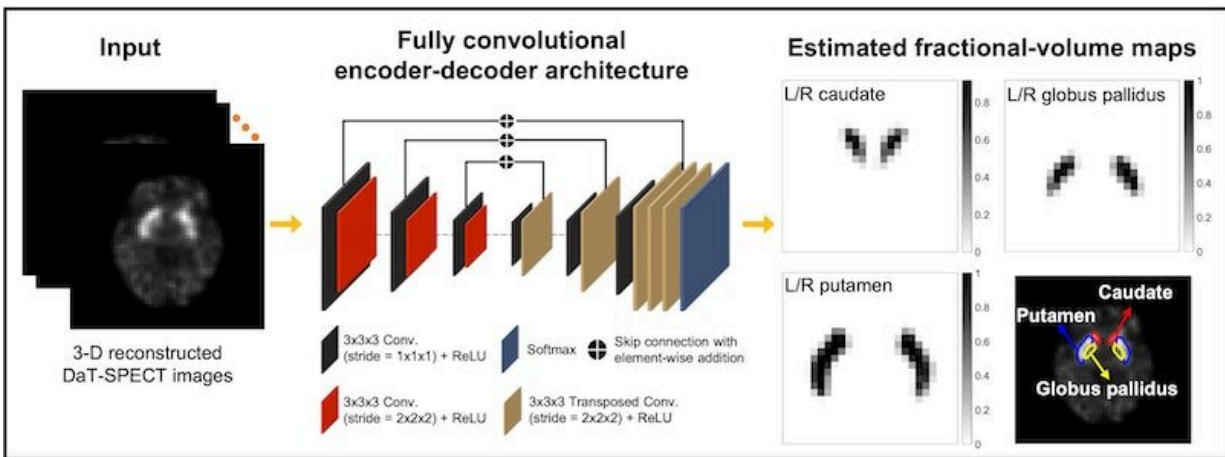 Input
3-D reconstructed
DaT-SPECT images
Fully convolutional
encoder-decoder architecture
3x3x3 Conv.
(stride = 1x1x1) + ReLU
Softmax
Skip connection with
element-wise addition
3x3x3 Conv.
(stride = 2x2x2) + ReLU
3x3x3 Transposed Conv.
(stride = 2x2x2) + ReLU
Estimated fractional-volume maps
L/R caudate
0.8
0.6
0.4
0.2
0
L/R globus pallidus
1
0.8
0.6
0.4
0.2
0
L/R putamen
1
0.8
0.6
0.4
0.2
0
Caudate
Putamen
Globus pallidus